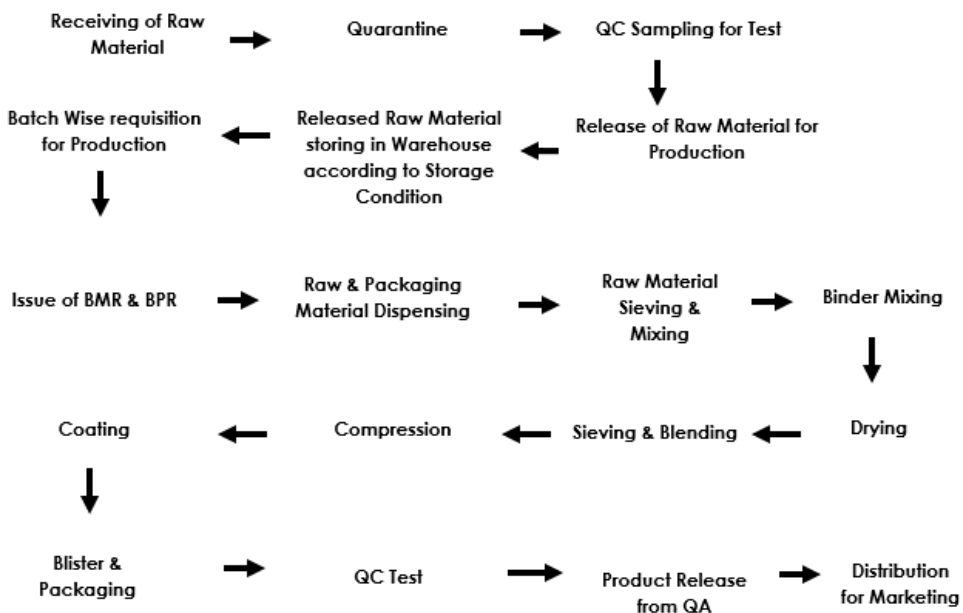 Receiving of Raw
Material
Quarantine
QC Sampling for Test
Batch Wise requisition
for Production
Released Raw Material
storing in Warehouse
according to Storage
Condition
Release of Raw Material for
Production
Issue of BMR & BPR
Raw & Packaging
Material Dispensing
Raw Material
Sieving &
Mixing
Binder Mixing
Coating
Compression
Sieving & Blending
Drying
Blister &
Packaging
QC Test
Product Release
from QA
Distribution
for Marketing